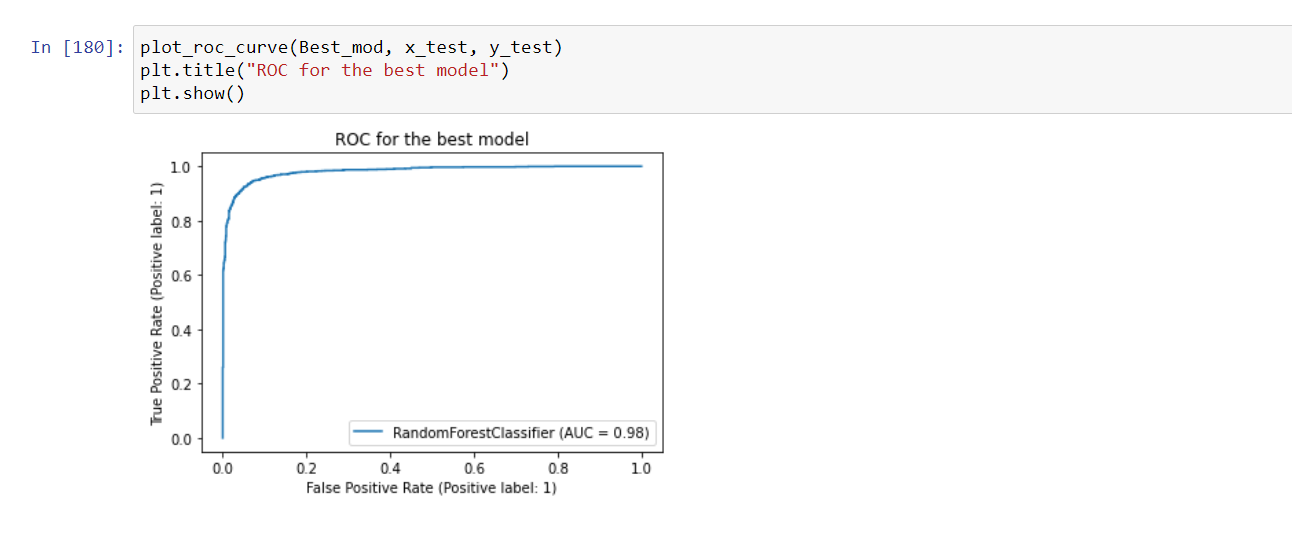 In [180]: plot_roc_curve(Best_mod, x_test, y_test)
plt.title("ROC for the best model")
plt.show()
ROC for the best model
True Positive Rate (Positive label: 1)
1.0
0.8
0.6
0.4
0.2
0.0
RandomForestClassifier (AUC = 0.98)
0.0 0.2 0.4 0.6 0.8 1.0
False Positive Rate (Positive label: 1)